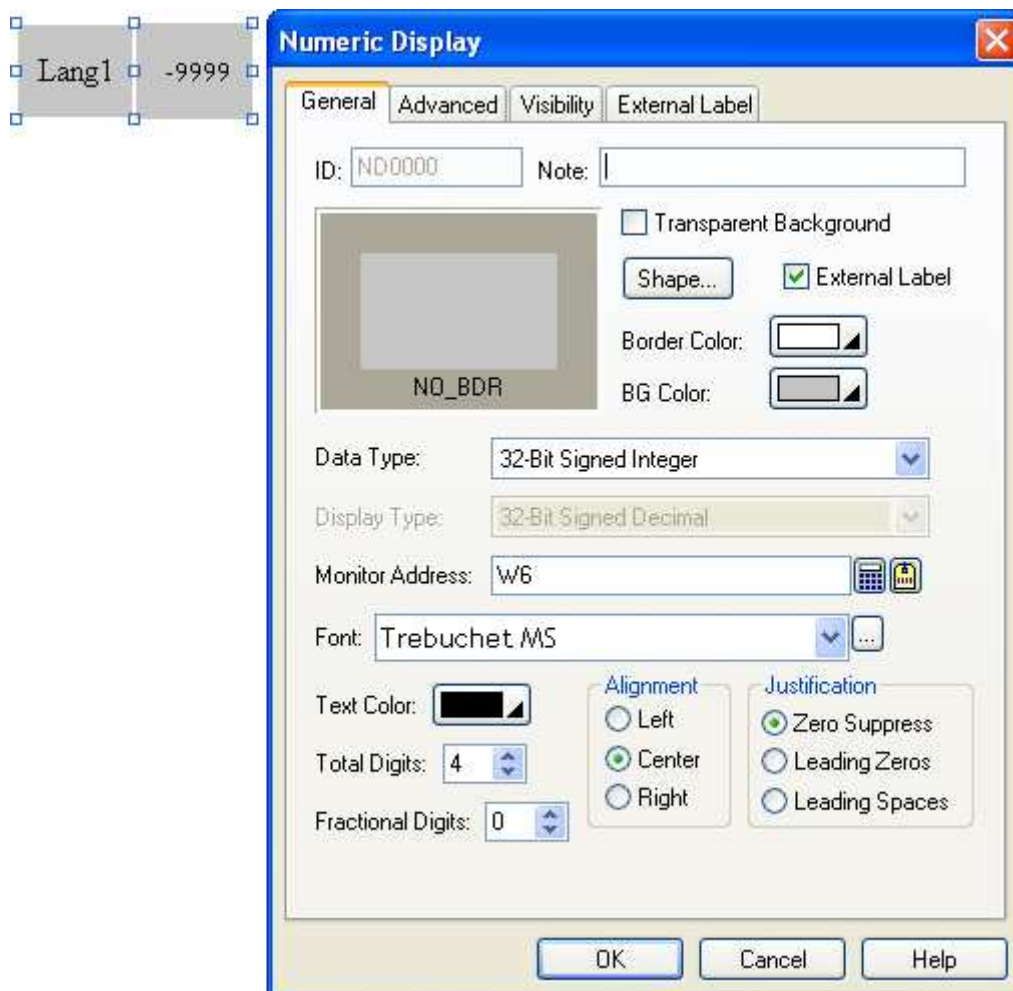 Lang1 -9999
Numeric Display
General Advanced Visibility External Label
ID: ND0000 Note:
Transparent Background
Shape... External Label
Border Color:
NO_BDR BG Color:
Data Type: 32-Bit Signed Integer
Display Type: 32-Bit Signed Decimal
Monitor Address: W6
Font: Trebuchet MS ...
Text Color: Alignment Justification
Left Zero Suppress
Total Digits: 4 Center Leading Zeros
Right Leading Spaces
Fractional Digits: 0
OK Cancel Help